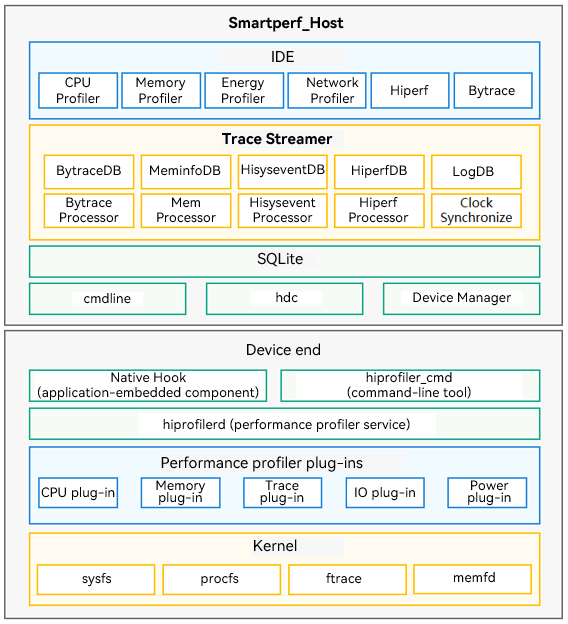 Smartperf_Host
IDE
CPU
Profiler
Memory
Profiler
Energy
Profiler
Network
Profiler
Hiperf
Bytrace
Trace Streamer
BytraceDB
MeminfoDB
HisyseventDB
HiperfDB
LogDB
Bytrace
Processor
Mem
Processor
Hisysevent
Processor
Hiperf
Processor
Clock
Synchronize
SQLite
cmdline
hdc
Device Manager
Device end
Native Hook
(application-embedded component)
hiprofiler_cmd
(command-line tool)
hiprofilerd (performance profiler service)
Performance profiler plug-ins
CPU plug-in
Memory
plug-in
Trace
plug-in
IO plug-in
Power
plug-in
Kernel
sysfs
procfs
ftrace
memfd